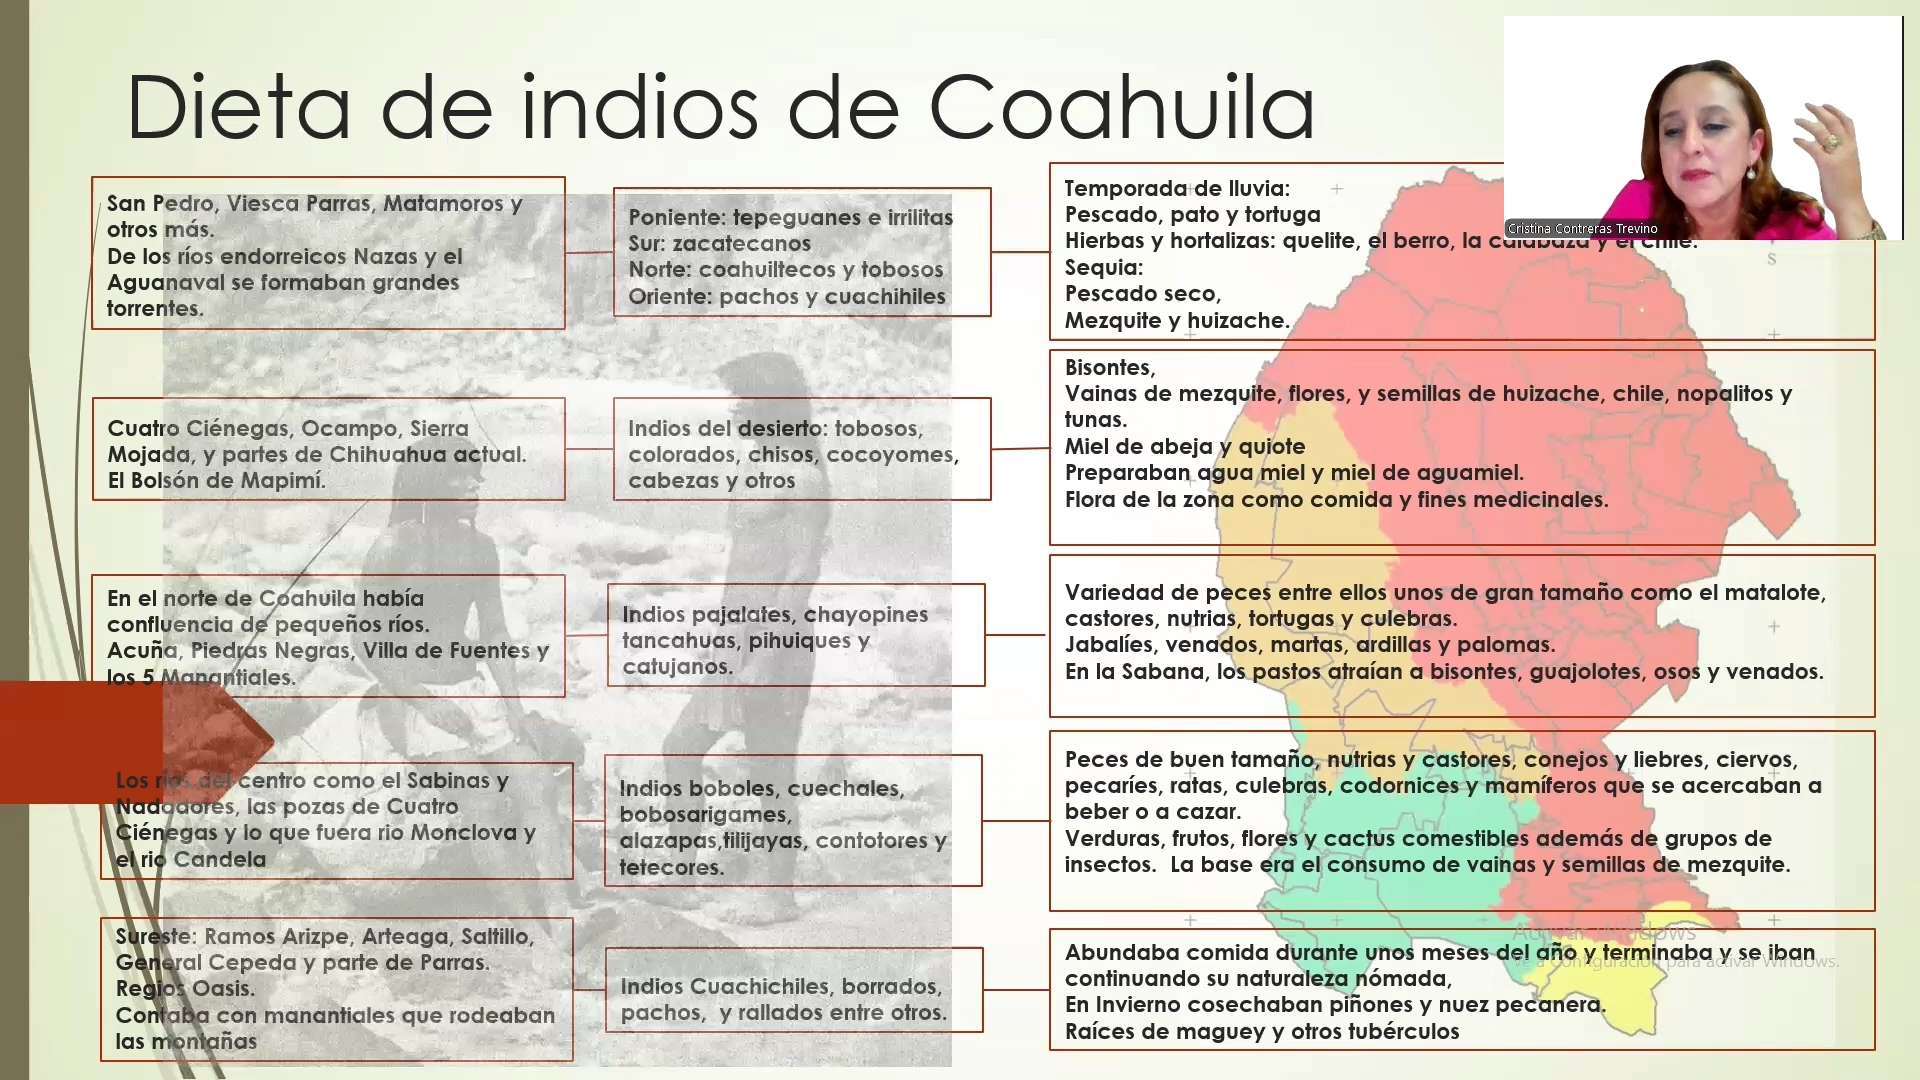 Dieta de indios de Coahuila
Cristina Contreras Trevino
San Pedro, Viesca Parras, Matamoros y
otros más.
De los ríos endorreicos Nazas y el
Aguanaval se formaban grandes
torrentes.
Poniente: tepeguanes e irrilitas
Sur: zacatecanos
Norte: coahuiltecos y tobosos
Oriente: pachos y cuachihiles
Temporada de lluvia:
Pescado, pato y tortuga
Hierbas y hortalizas: quelite, el berro, la calabaza y el chile.
Sequia:
Pescado seco,
Mezquite y huizache.
S
Cuatro Ciénegas, Ocampo, Sierra
Mojada, y partes de Chihuahua actual.
El Bolsón de Mapimí.
Indios del desierto: tobosos,
colorados, chisos, cocoyomes,
cabezas y otros
Bisontes,
Vainas de mezquite, flores, y semillas de huizache, chile, nopalitos y
tunas.
Miel de abeja y quiote
Preparaban agua miel y miel de aguamiel.
Flora de la zona como comida y fines medicinales.
En el norte de Coahuila había
confluencia de pequeños ríos.
Acuña, Piedras Negras, Villa de Fuentes y
los 5 Manantiales.
Indios pajalates, chayopines
tancahuas, pihuiques y
catujanos.
Variedad de peces entre ellos unos de gran tamaño como el matalote,
castores, nutrias, tortugas y culebras.
Jabalíes, venados, martas, ardillas y palomas.
En la Sabana, los pastos atraían a bisontes, guajolotes, osos y venados.
Los ríos del centro como el Sabinas y
Nadadores, las pozas de Cuatro
Ciénegas y lo que fuera rio Monclova y
el rio Candela
Indios boboles, cuechales,
bobosarigames,
alazapas,tilijayas, contotores y
tetecores.
Peces de buen tamaño, nutrias y castores, conejos y liebres, ciervos,
pecaríes, ratas, culebras, codornices y mamíferos que se acercaban a
beber o a cazar.
Verduras, frutos, flores y cactus comestibles además de grupos de
insectos.  La base era el consumo de vainas y semillas de mezquite.
Sureste: Ramos Arizpe, Arteaga, Saltillo,
General Cepeda y parte de Parras.
Regios Oasis.
Contaba con manantiales que rodeaban
las montañas
Indios Cuachichiles, borrados,
pachos,  y rallados entre otros.
Abundaba comida durante unos meses del año y terminaba y se iban
continuando su naturaleza nómada,
En Invierno cosechaban piñones y nuez pecanera.
Raíces de maguey y otros tubérculos
Activar Windows
Ve a Configuración para activar Windows.